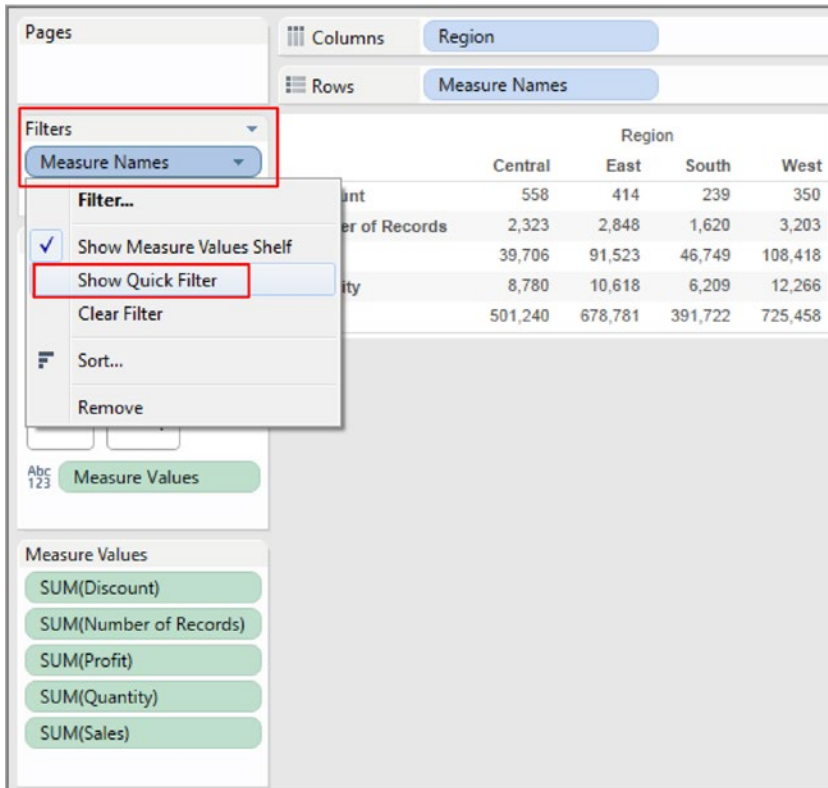 Pages
Columns Region
Rows Measure Names
Filters
Measure Names
Filter...
Show Measure Values Shelf
Show Quick Filter
Clear Filter
Sort...
Remove
Region
Central East South West
558 414 239 350
er of Records 2,323 2,848 1,620 3,203
39,706 91,523 46,749 108,418
ity 8,780 10,618 6,209 12,266
501,240 678,781 391,722 725,458
Abc
123 Measure Values
Measure Values
SUM(Discount)
SUM(Number of Records)
SUM(Profit)
SUM(Quantity)
SUM(Sales)